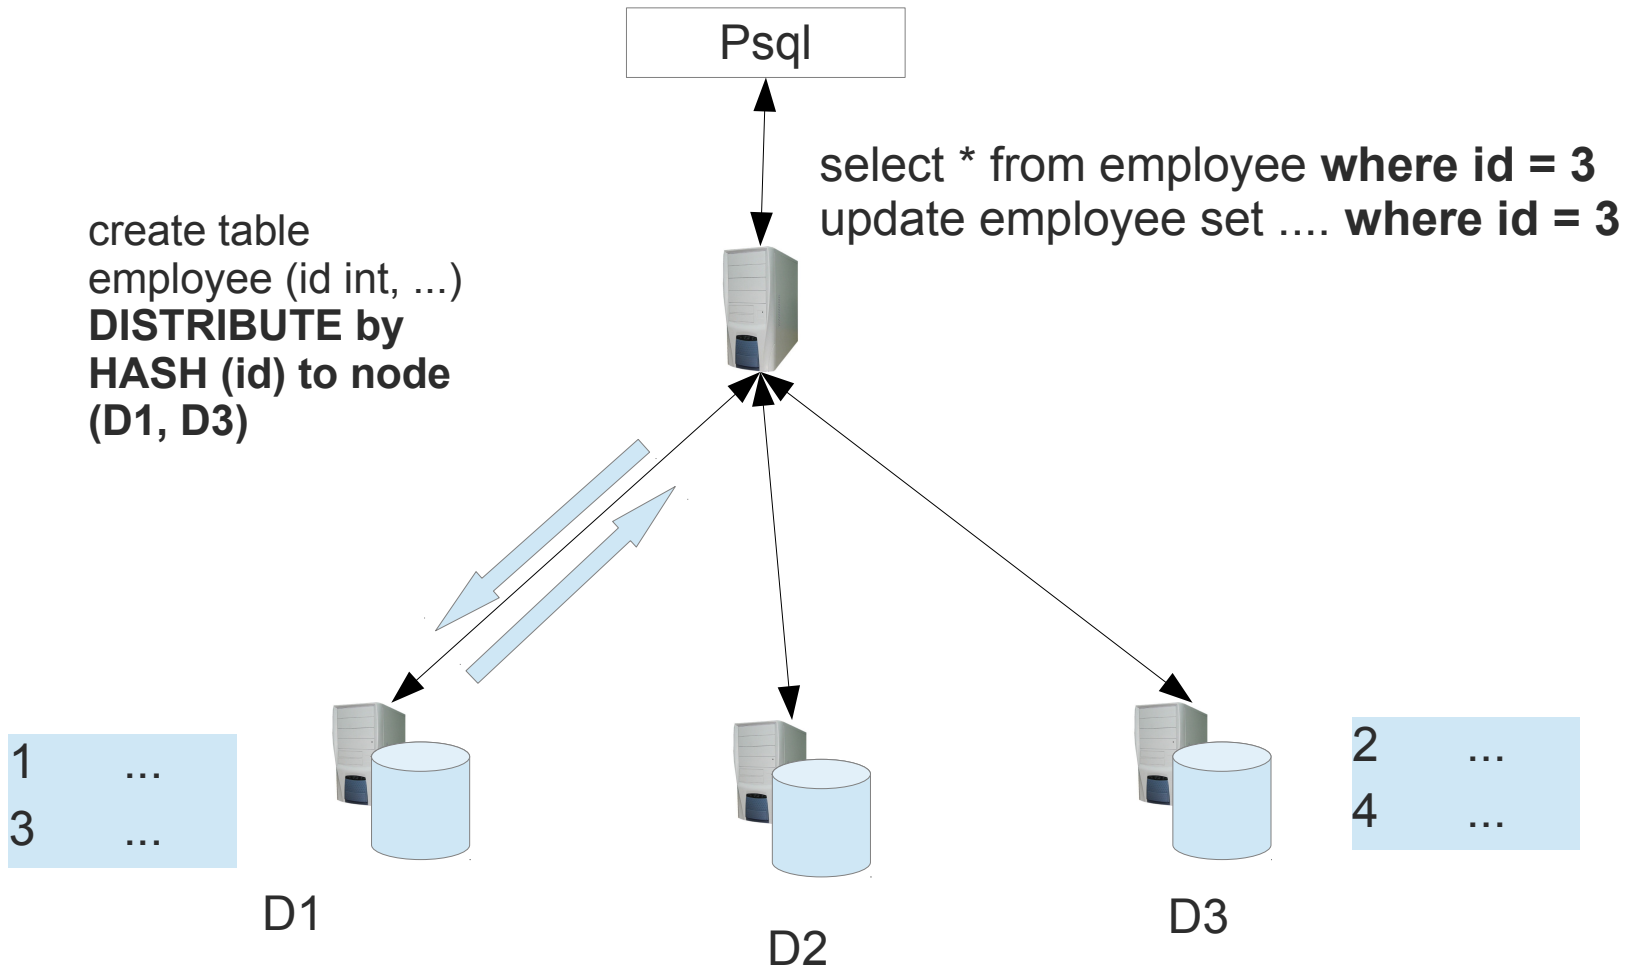 Psql
select * from employee where id = 3
update employee set .... where id = 3
create table
employee (id int, ...)
DISTRIBUTE by
HASH (id) to node
(D1, D3)
1 ...
3 ...
2 ...
4 ...
D1
D2
D3